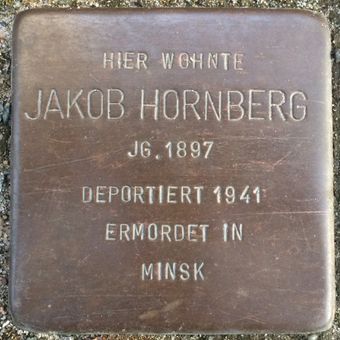 HIER WOHNTE
JAKOB HORNBERG
JG. 1897
DEPORTIERT 1941
ERMORDET IN
MINSK